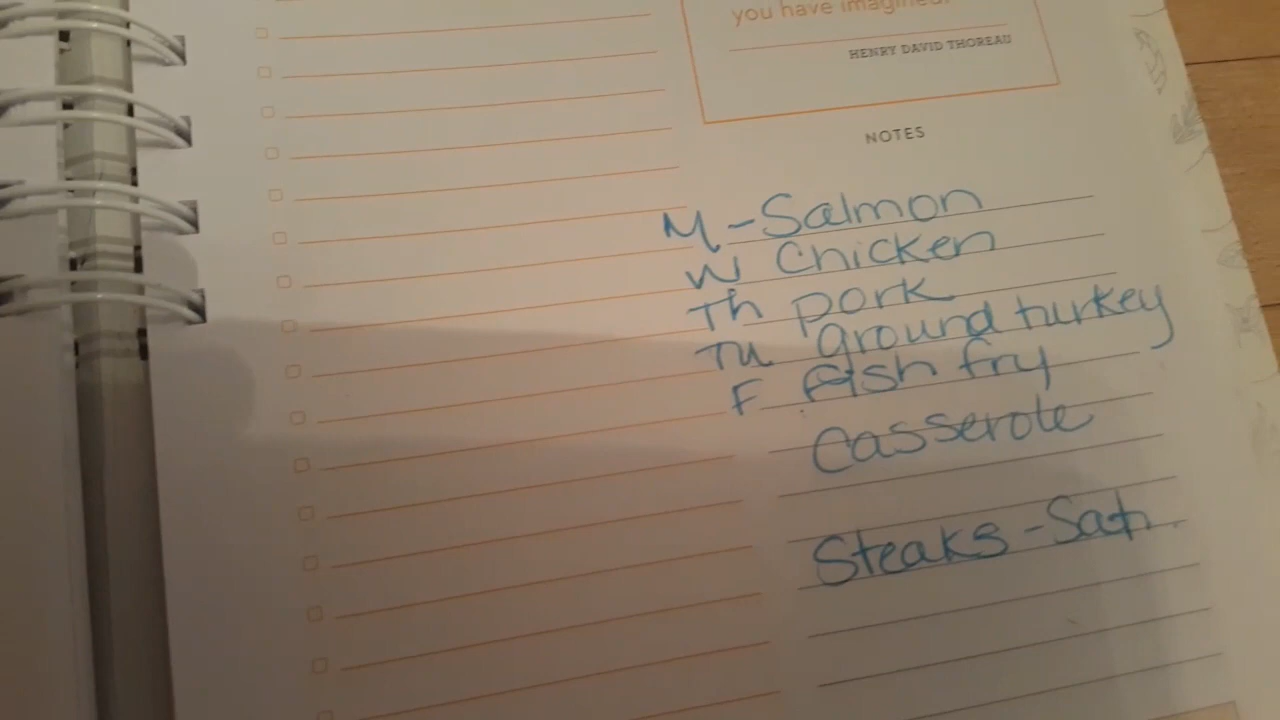 you have imagined.
HENRY DAVID THOREAU
NOTES
M - Salmon
W Chicken
Th pork
Tu ground turkey
F fish fry
Casserole
Steaks - Sat.